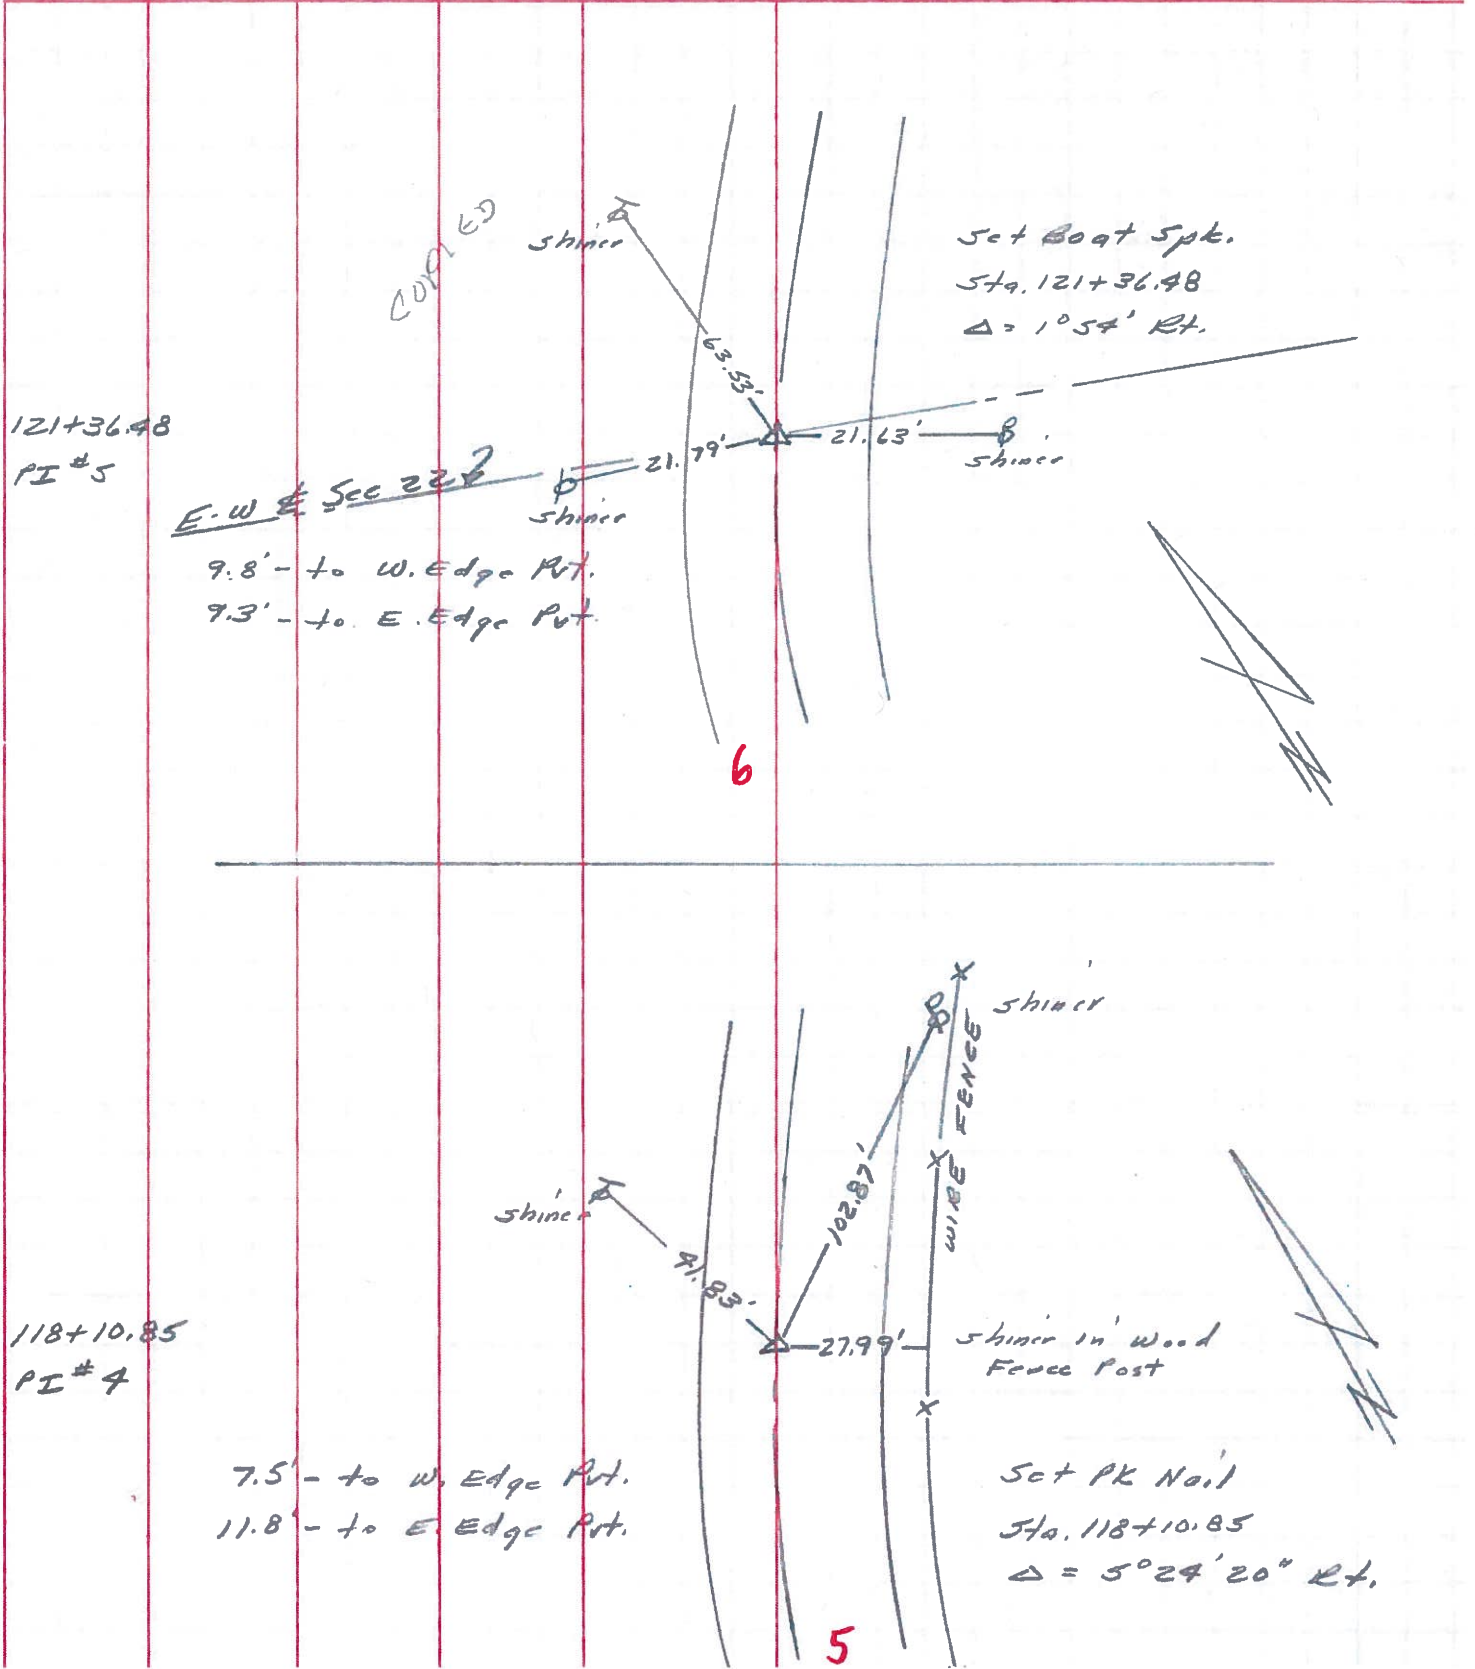 COPIED
shiner
Set Boat Spk.
Sta. 121+36.48
Δ = 1°54' Rt.
63.53'
121+36.48
PI #5
21.79'
21.63'
shiner
E-W ℄ Sec 22
shiner
9.8' - to W. Edge Pvt.
9.3' - to E. Edge Pvt.
N
6
shiner
WIRE FENCE
102.87'
shiner
41.83'
118+10.85
PI #4
27.99'
shiner in wood
Fence Post
N
7.5' - to W. Edge Pvt.
11.8' - to E. Edge Pvt.
Set PK Nail
Sta. 118+10.85
Δ = 5°24'20" Rt.
5